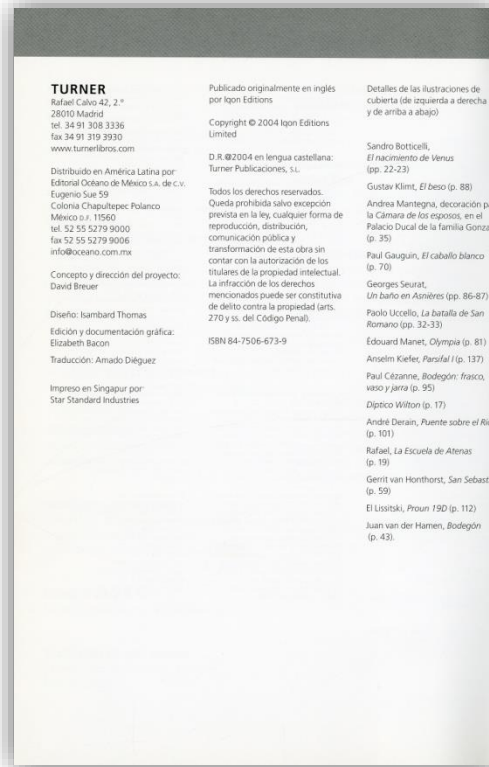 TURNER
Rafael Calvo 42, 2.º
28010 Madrid
tel. 34 91 308 3336
fax 34 91 319 3930
www.turnerlibros.com
Distribuido en América Latina por
Editorial Océano de México S.A. de C.V.
Eugenio Sue 59
Colonia Chapultepec Polanco
México D.F. 11560
tel. 52 55 5279 9000
fax 52 55 5279 9006
info@oceano.com.mx
Concepto y dirección del proyecto:
David Breuer
Diseño: Isambard Thomas
Edición y documentación gráfica:
Elizabeth Bacon
Traducción: Amado Diéguez
Impreso en Singapur por
Star Standard Industries
Publicado originalmente en inglés
por Iqon Editions
Copyright © 2004 Iqon Editions
Limited
D.R.©2004 en lengua castellana:
Turner Publicaciones, S.L.
Todos los derechos reservados.
Queda prohibida salvo excepción
prevista en la ley, cualquier forma de
reproducción, distribución,
comunicación pública y
transformación de esta obra sin
contar con la autorización de los
titulares de la propiedad intelectual.
La infracción de los derechos
mencionados puede ser constitutiva
de delito contra la propiedad (arts.
270 y ss. del Código Penal).
ISBN 84-7506-673-9
Detalles de las ilustraciones de
cubierta (de izquierda a derecha
y de arriba a abajo)
Sandro Botticelli,
El nacimiento de Venus
(pp. 22-23)
Gustav Klimt, El beso (p. 88)
Andrea Mantegna, decoración pa
la Cámara de los esposos, en el
Palacio Ducal de la familia Gonza
(p. 35)
Paul Gauguin, El caballo blanco
(p. 70)
Georges Seurat,
Un baño en Asnières (pp. 86-87)
Paolo Uccello, La batalla de San
Romano (pp. 32-33)
Édouard Manet, Olympia (p. 81)
Anselm Kiefer, Parsifal I (p. 137)
Paul Cézanne, Bodegón: frasco,
vaso y jarra (p. 95)
Díptico Wilton (p. 17)
André Derain, Puente sobre el Rio
(p. 101)
Rafael, La Escuela de Atenas
(p. 19)
Gerrit van Honthorst, San Sebast
(p. 59)
El Lissitski, Proun 19D (p. 112)
Juan van der Hamen, Bodegón
(p. 43).